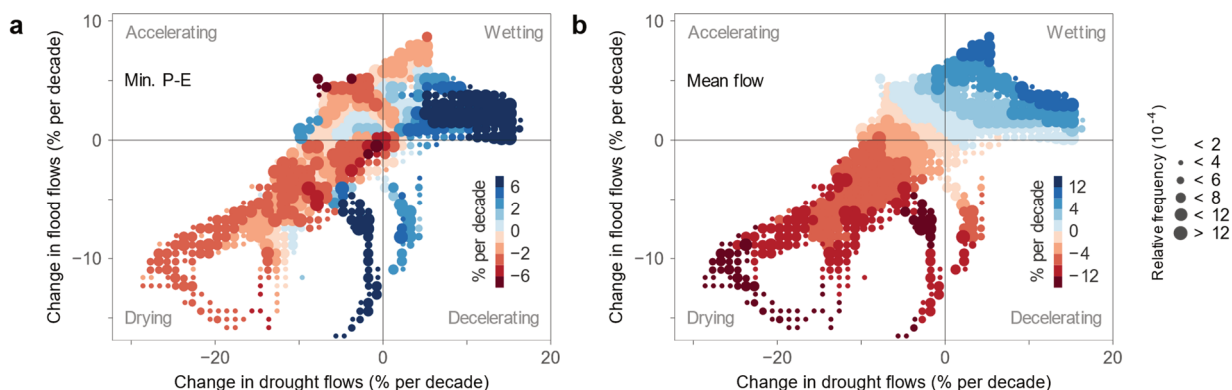 a
Change in flood flows (% per decade)
10
0
−10
Accelerating
Wetting
Min. P-E
Drying
Decelerating
% per decade
6
2
0
−2
−6
−20
0
20
Change in drought flows (% per decade)
b
Change in flood flows (% per decade)
10
0
−10
Accelerating
Wetting
Mean flow
Drying
Decelerating
% per decade
12
4
0
−4
−12
−20
0
20
Change in drought flows (% per decade)
Relative frequency (10⁻⁴)
< 2
< 4
< 6
< 8
< 12
> 12